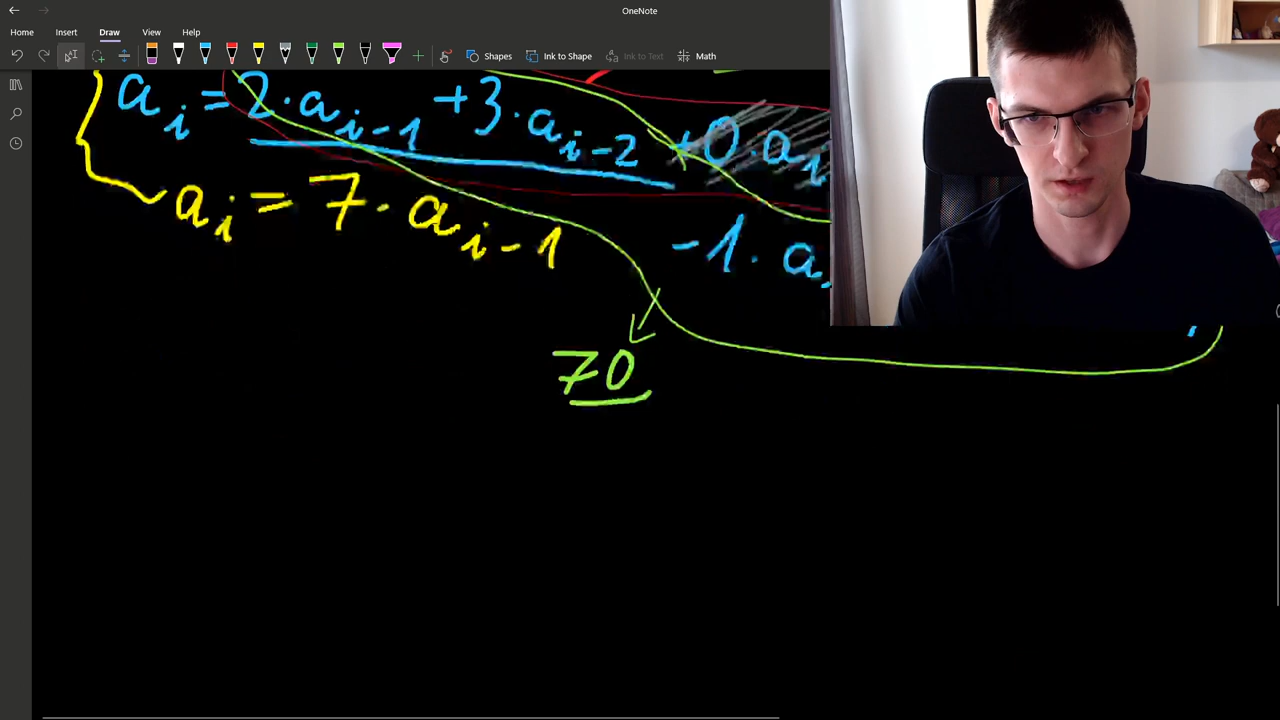 OneNote
Home Insert Draw View Help
Shapes Ink to Shape Ink to Text Math
a_i = 2·a_{i-1} + 3·a_{i-2} + 0·a_i
a_i = 7·a_{i-1}
-1·a
70